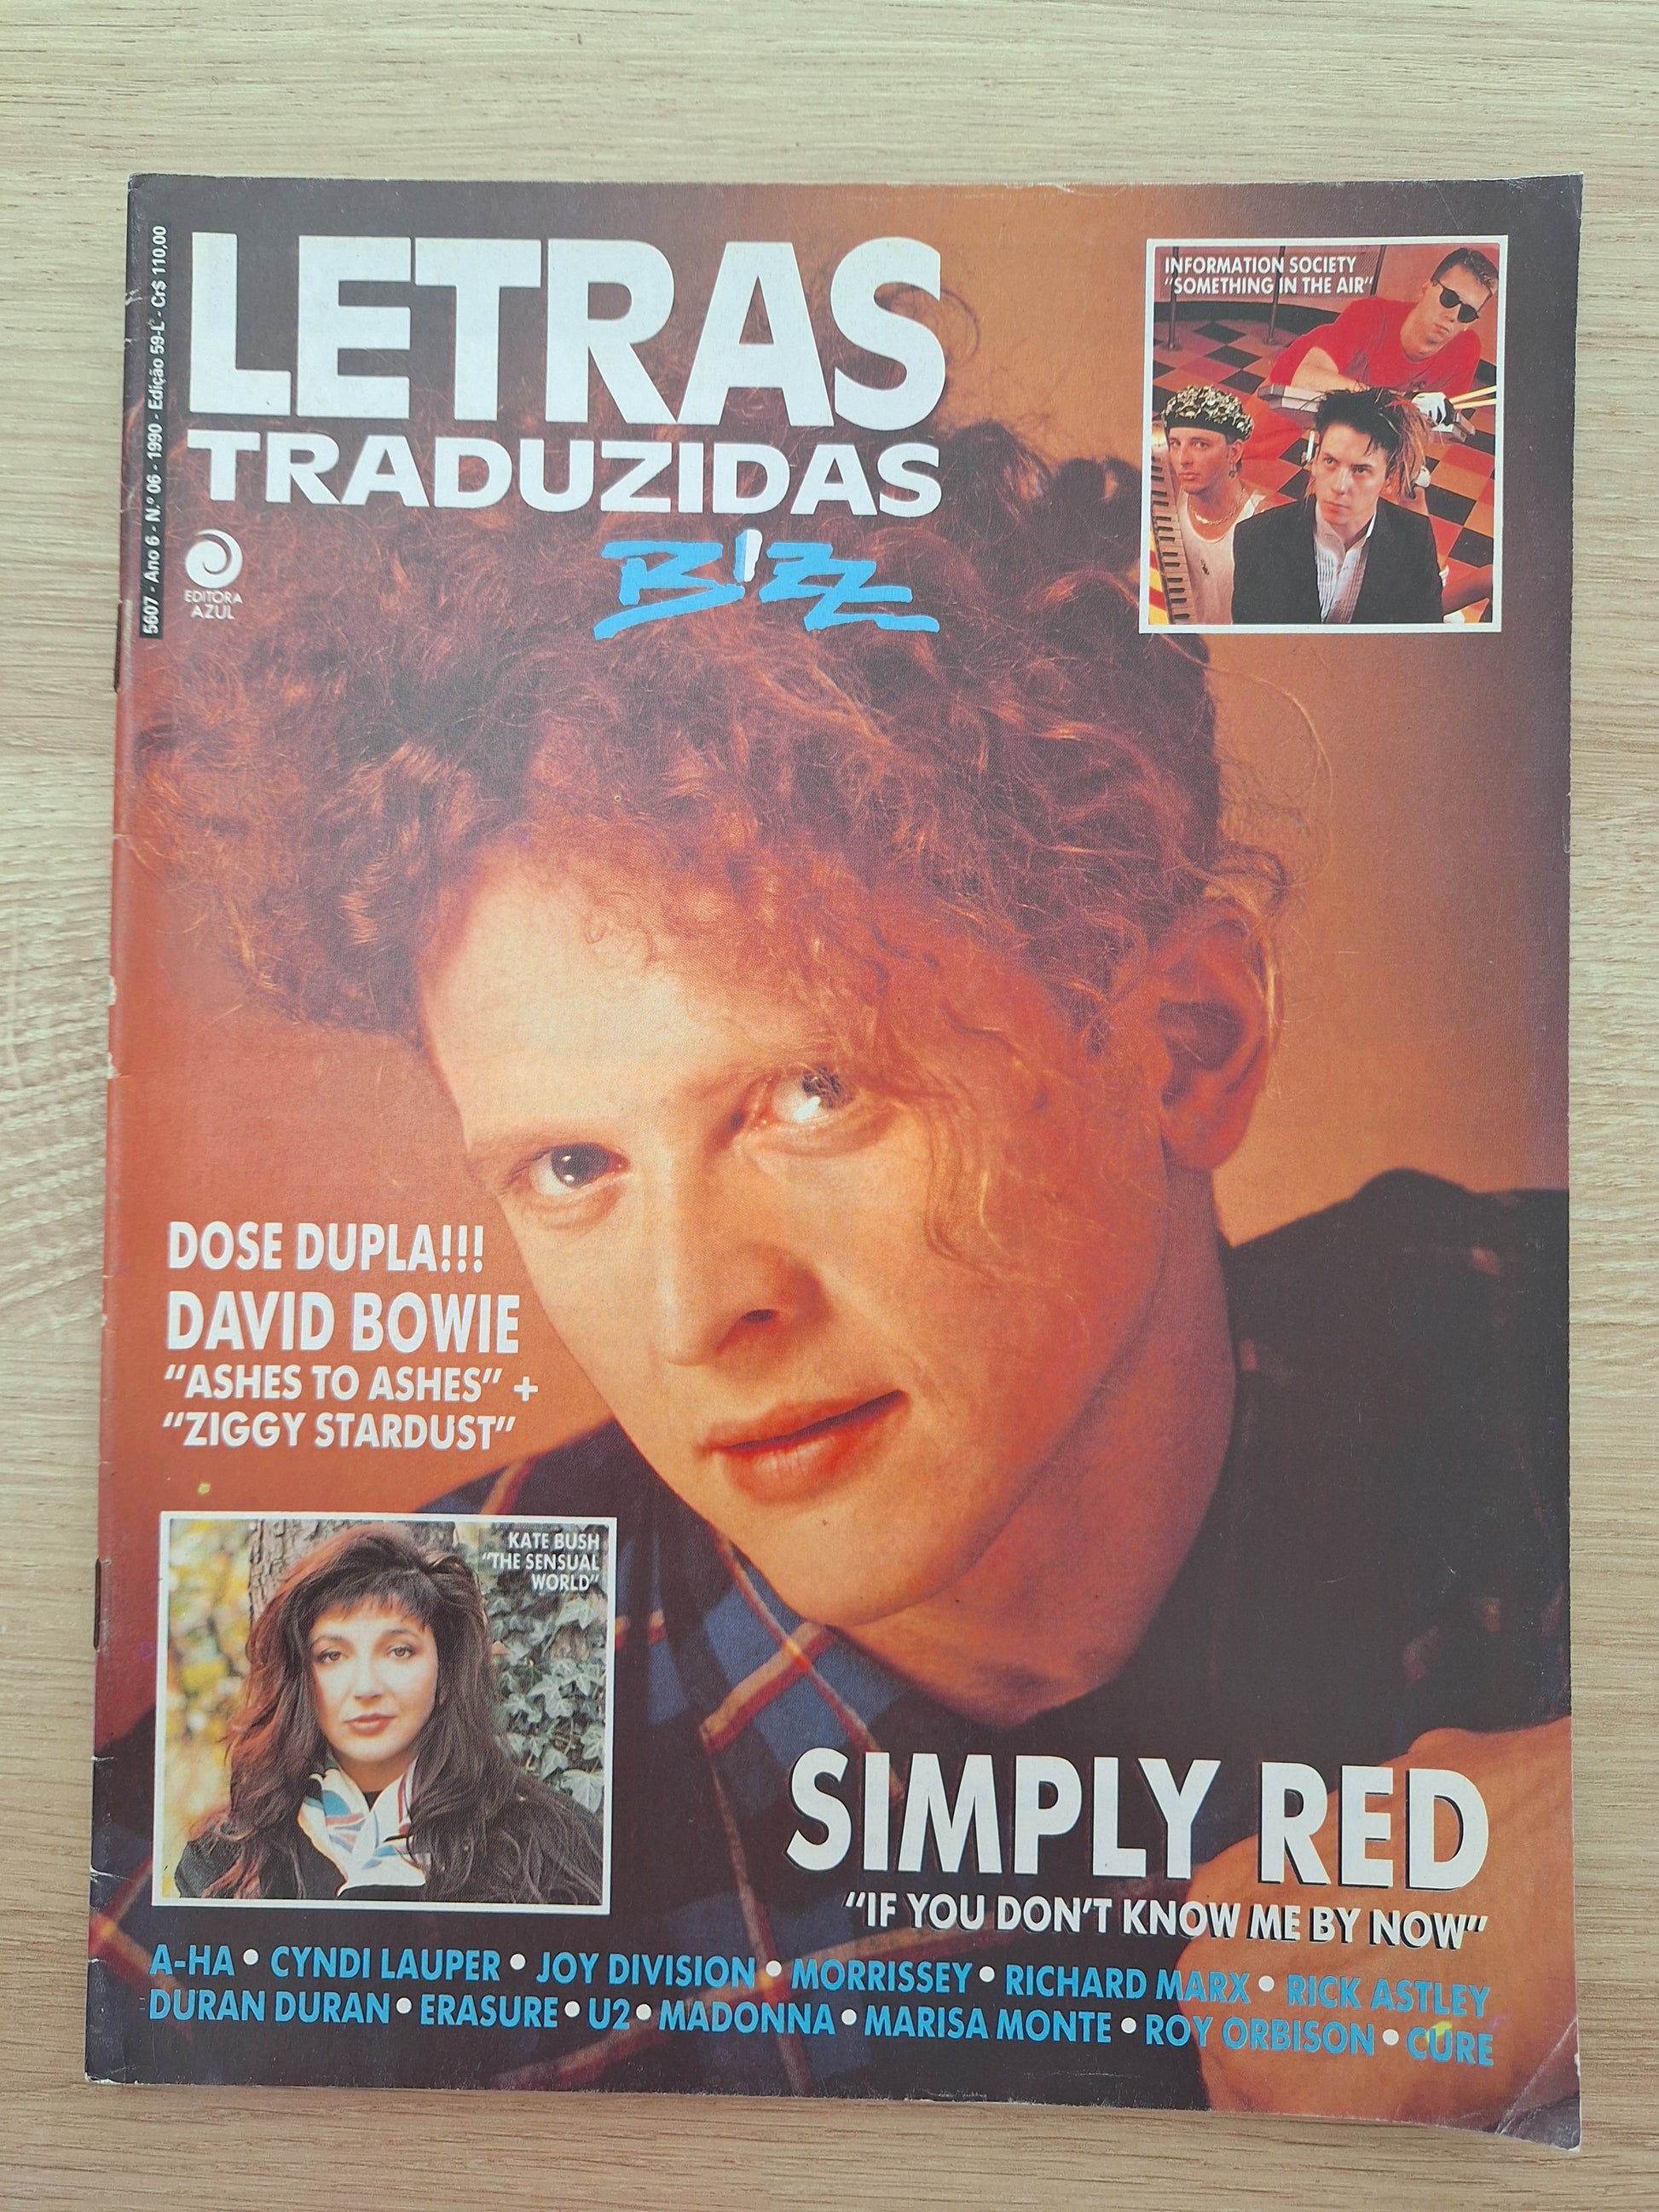 5607 - Ano 6 - N.º 06 - 1990 - Edição 59-L - Cr$ 110,00
LETRAS
TRADUZIDAS
BIZZ
EDITORA
AZUL
INFORMATION SOCIETY
"SOMETHING IN THE AIR"
DOSE DUPLA!!!
DAVID BOWIE
"ASHES TO ASHES" +
"ZIGGY STARDUST"
KATE BUSH
"THE SENSUAL
WORLD"
SIMPLY RED
"IF YOU DON'T KNOW ME BY NOW"
A-HA • CYNDI LAUPER • JOY DIVISION • MORRISSEY • RICHARD MARX • RICK ASTLEY
DURAN DURAN • ERASURE • U2 • MADONNA • MARISA MONTE • ROY ORBISON • CURE